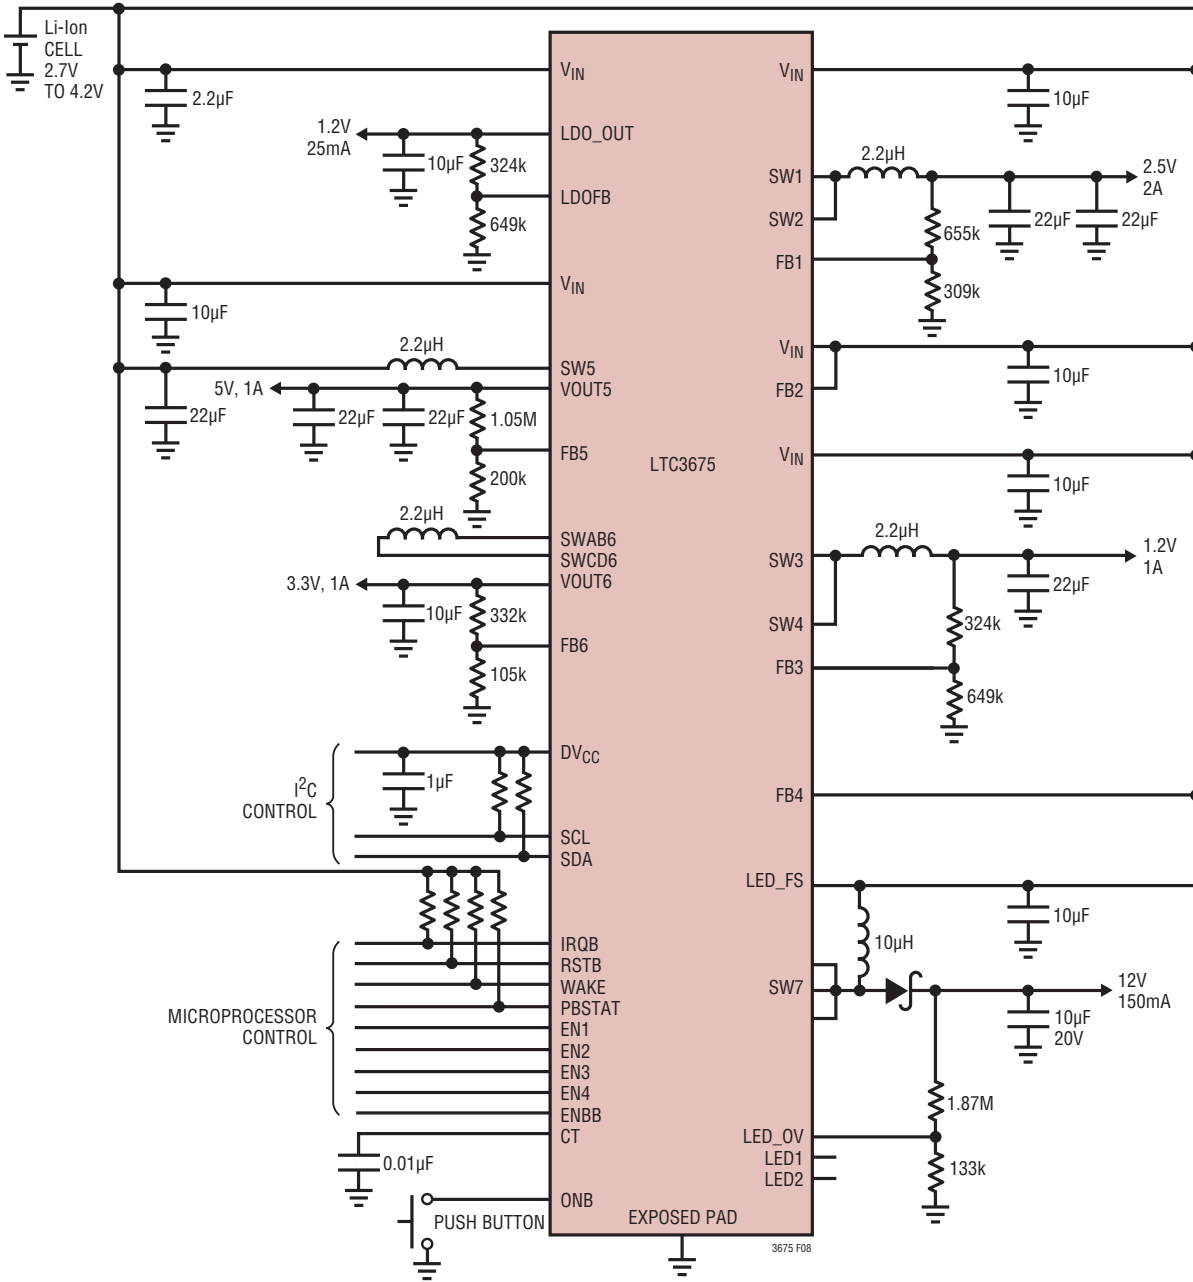 Li-Ion
CELL
2.7V
TO 4.2V
2.2µF
1.2V
25mA
10µF
324k
649k
10µF
2.2µH
22µF
5V, 1A
22µF
22µF
1.05M
200k
2.2µH
3.3V, 1A
10µF
332k
105k
I2C
CONTROL
1µF
MICROPROCESSOR
CONTROL
0.01µF
PUSH BUTTON
VIN
LDO_OUT
LDOFB
VIN
SW5
VOUT5
FB5
SWAB6
SWCD6
VOUT6
FB6
DVCC
SCL
SDA
IRQB
RSTB
WAKE
PBSTAT
EN1
EN2
EN3
EN4
ENBB
CT
ONB
LTC3675
EXPOSED PAD
VIN
SW1
SW2
FB1
VIN
FB2
VIN
SW3
SW4
FB3
FB4
LED_FS
SW7
LED_OV
LED1
LED2
10µF
2.2µH
2.5V
2A
22µF
22µF
655k
309k
10µF
10µF
2.2µH
1.2V
1A
22µF
324k
649k
10µF
10µH
12V
150mA
10µF
20V
1.87M
133k
3675 F08